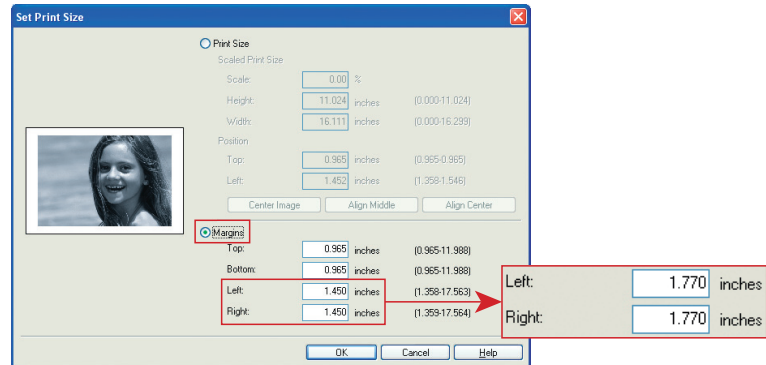 Set Print Size
Print Size
Scaled Print Size
Scale: 0.00 %
Height: 11.024 inches (0.000-11.024)
Width: 16.111 inches (0.000-16.299)
Position
Top: 0.965 inches (0.965-0.965)
Left: 1.452 inches (1.358-1.546)
Center Image Align Middle Align Center
Margins
Top: 0.965 inches (0.965-11.988)
Bottom: 0.965 inches (0.965-11.988)
Left: 1.450 inches (1.358-17.563)
Right: 1.450 inches (1.359-17.564)
Left: 1.770 inches
Right: 1.770 inches
OK Cancel Help